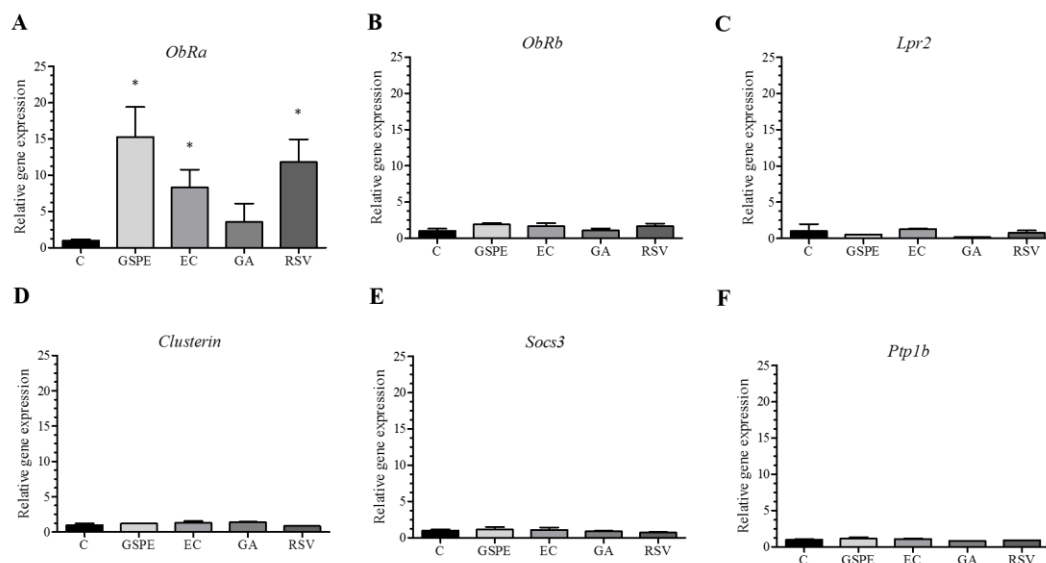 A
ObRa
Relative gene expression
25
20
15
10
5
0
*
*
*
C GSPE EC GA RSV
B
ObRb
Relative gene expression
25
20
15
10
5
0
C GSPE EC GA RSV
C
Lpr2
Relative gene expression
25
20
15
10
5
0
C GSPE EC GA RSV
D
Clusterin
Relative gene expression
25
20
15
10
5
0
C GSPE EC GA RSV
E
Socs3
Relative gene expression
25
20
15
10
5
0
C GSPE EC GA RSV
F
Ptp1b
Relative gene expression
25
20
15
10
5
0
C GSPE EC GA RSV